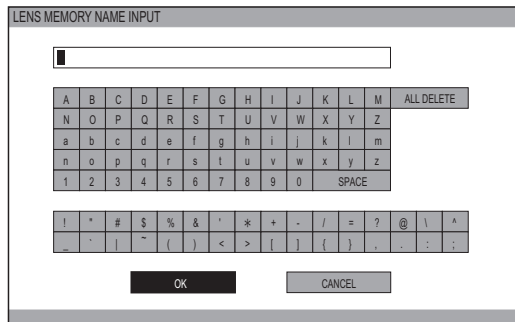 LENS MEMORY NAME INPUT
A B C D E F G H I J K L M ALL DELETE
N O P Q R S T U V W X Y Z
a b c d e f g h i j k l m
n o p q r s t u v w x y z
1 2 3 4 5 6 7 8 9 0 SPACE
! " # $ % & ' * + - / = ? @ \ ^
_ ` | ~ ( ) < > [ ] { } , . : ;
OK CANCEL